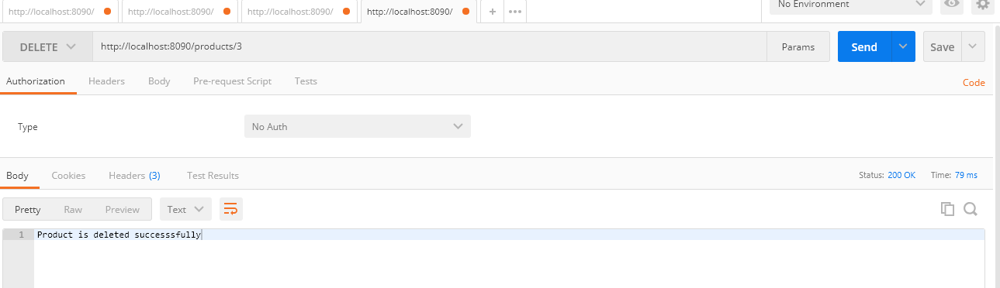 http://localhost:8090/ http://localhost:8090/ http://localhost:8090/ http://localhost:8090/ + ••• No Environment
DELETE http://localhost:8090/products/3 Params Send Save
Authorization Headers Body Pre-request Script Tests Code
Type No Auth
Body Cookies Headers (3) Test Results Status: 200 OK Time: 79 ms
Pretty Raw Preview Text
1 Product is deleted successsfully